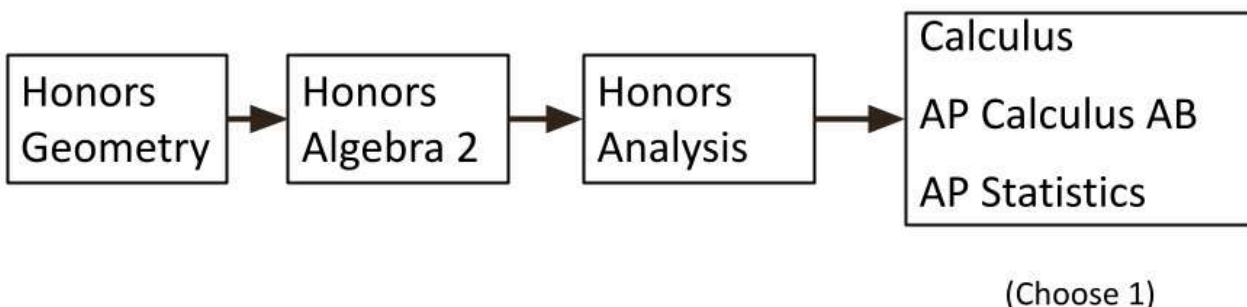 Honors
Geometry
Honors
Algebra 2
Honors
Analysis
Calculus
AP Calculus AB
AP Statistics
(Choose 1)